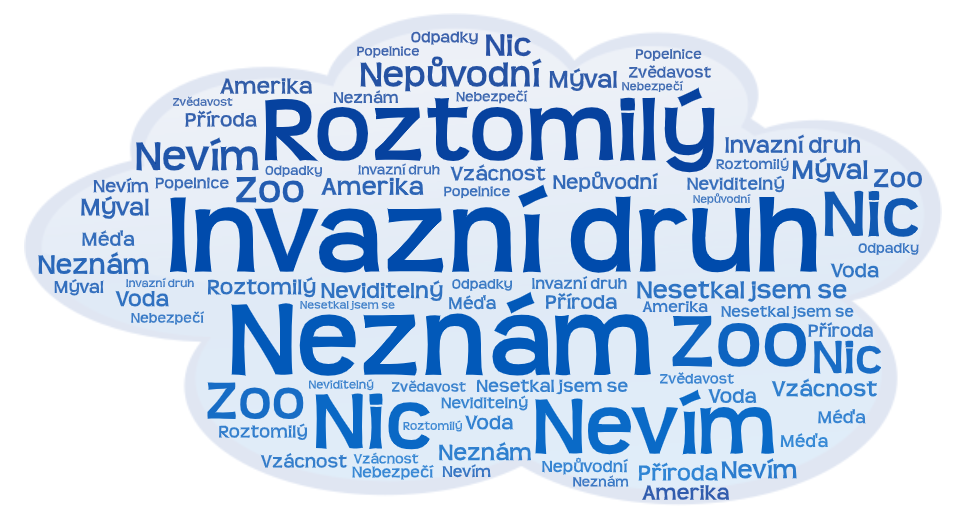 Odpadky Nic
Popelnice Popelnice
Nepůvodní Mýval Zvědavost
Amerika Nebezpečí
Zvědavost Neznám Nebezpečí
Příroda Roztomilý
Nevím Invazní druh
Odpadky Invazní druh Vzácnost Roztomilý Mýval Zoo
Nevím Popelnice Zoo Amerika Popelnice Nepůvodní Neviditelný
Mýval Nepůvodní Nic
Invazní druh
Méďa Odpadky
Neznám Voda
Mýval Invazní druh Roztomilý Neviditelný Odpadky Invazní druh Nesetkal jsem se
Voda Nesetkal jsem se Méďa Příroda Amerika
Nebezpečí Nesetkal jsem se
Neznám Zoo Příroda
Nic
Zoo Neviditelný Zvědavost Nesetkal jsem se Zvědavost Vzácnost
Nic Neviditelný Nevím Voda
Roztomilý Roztomilý Voda Méďa
Méďa
Vzácnost Vzácnost Neznám
Nebezpečí Nevím Nepůvodní Příroda Nevím
Neznám
Amerika